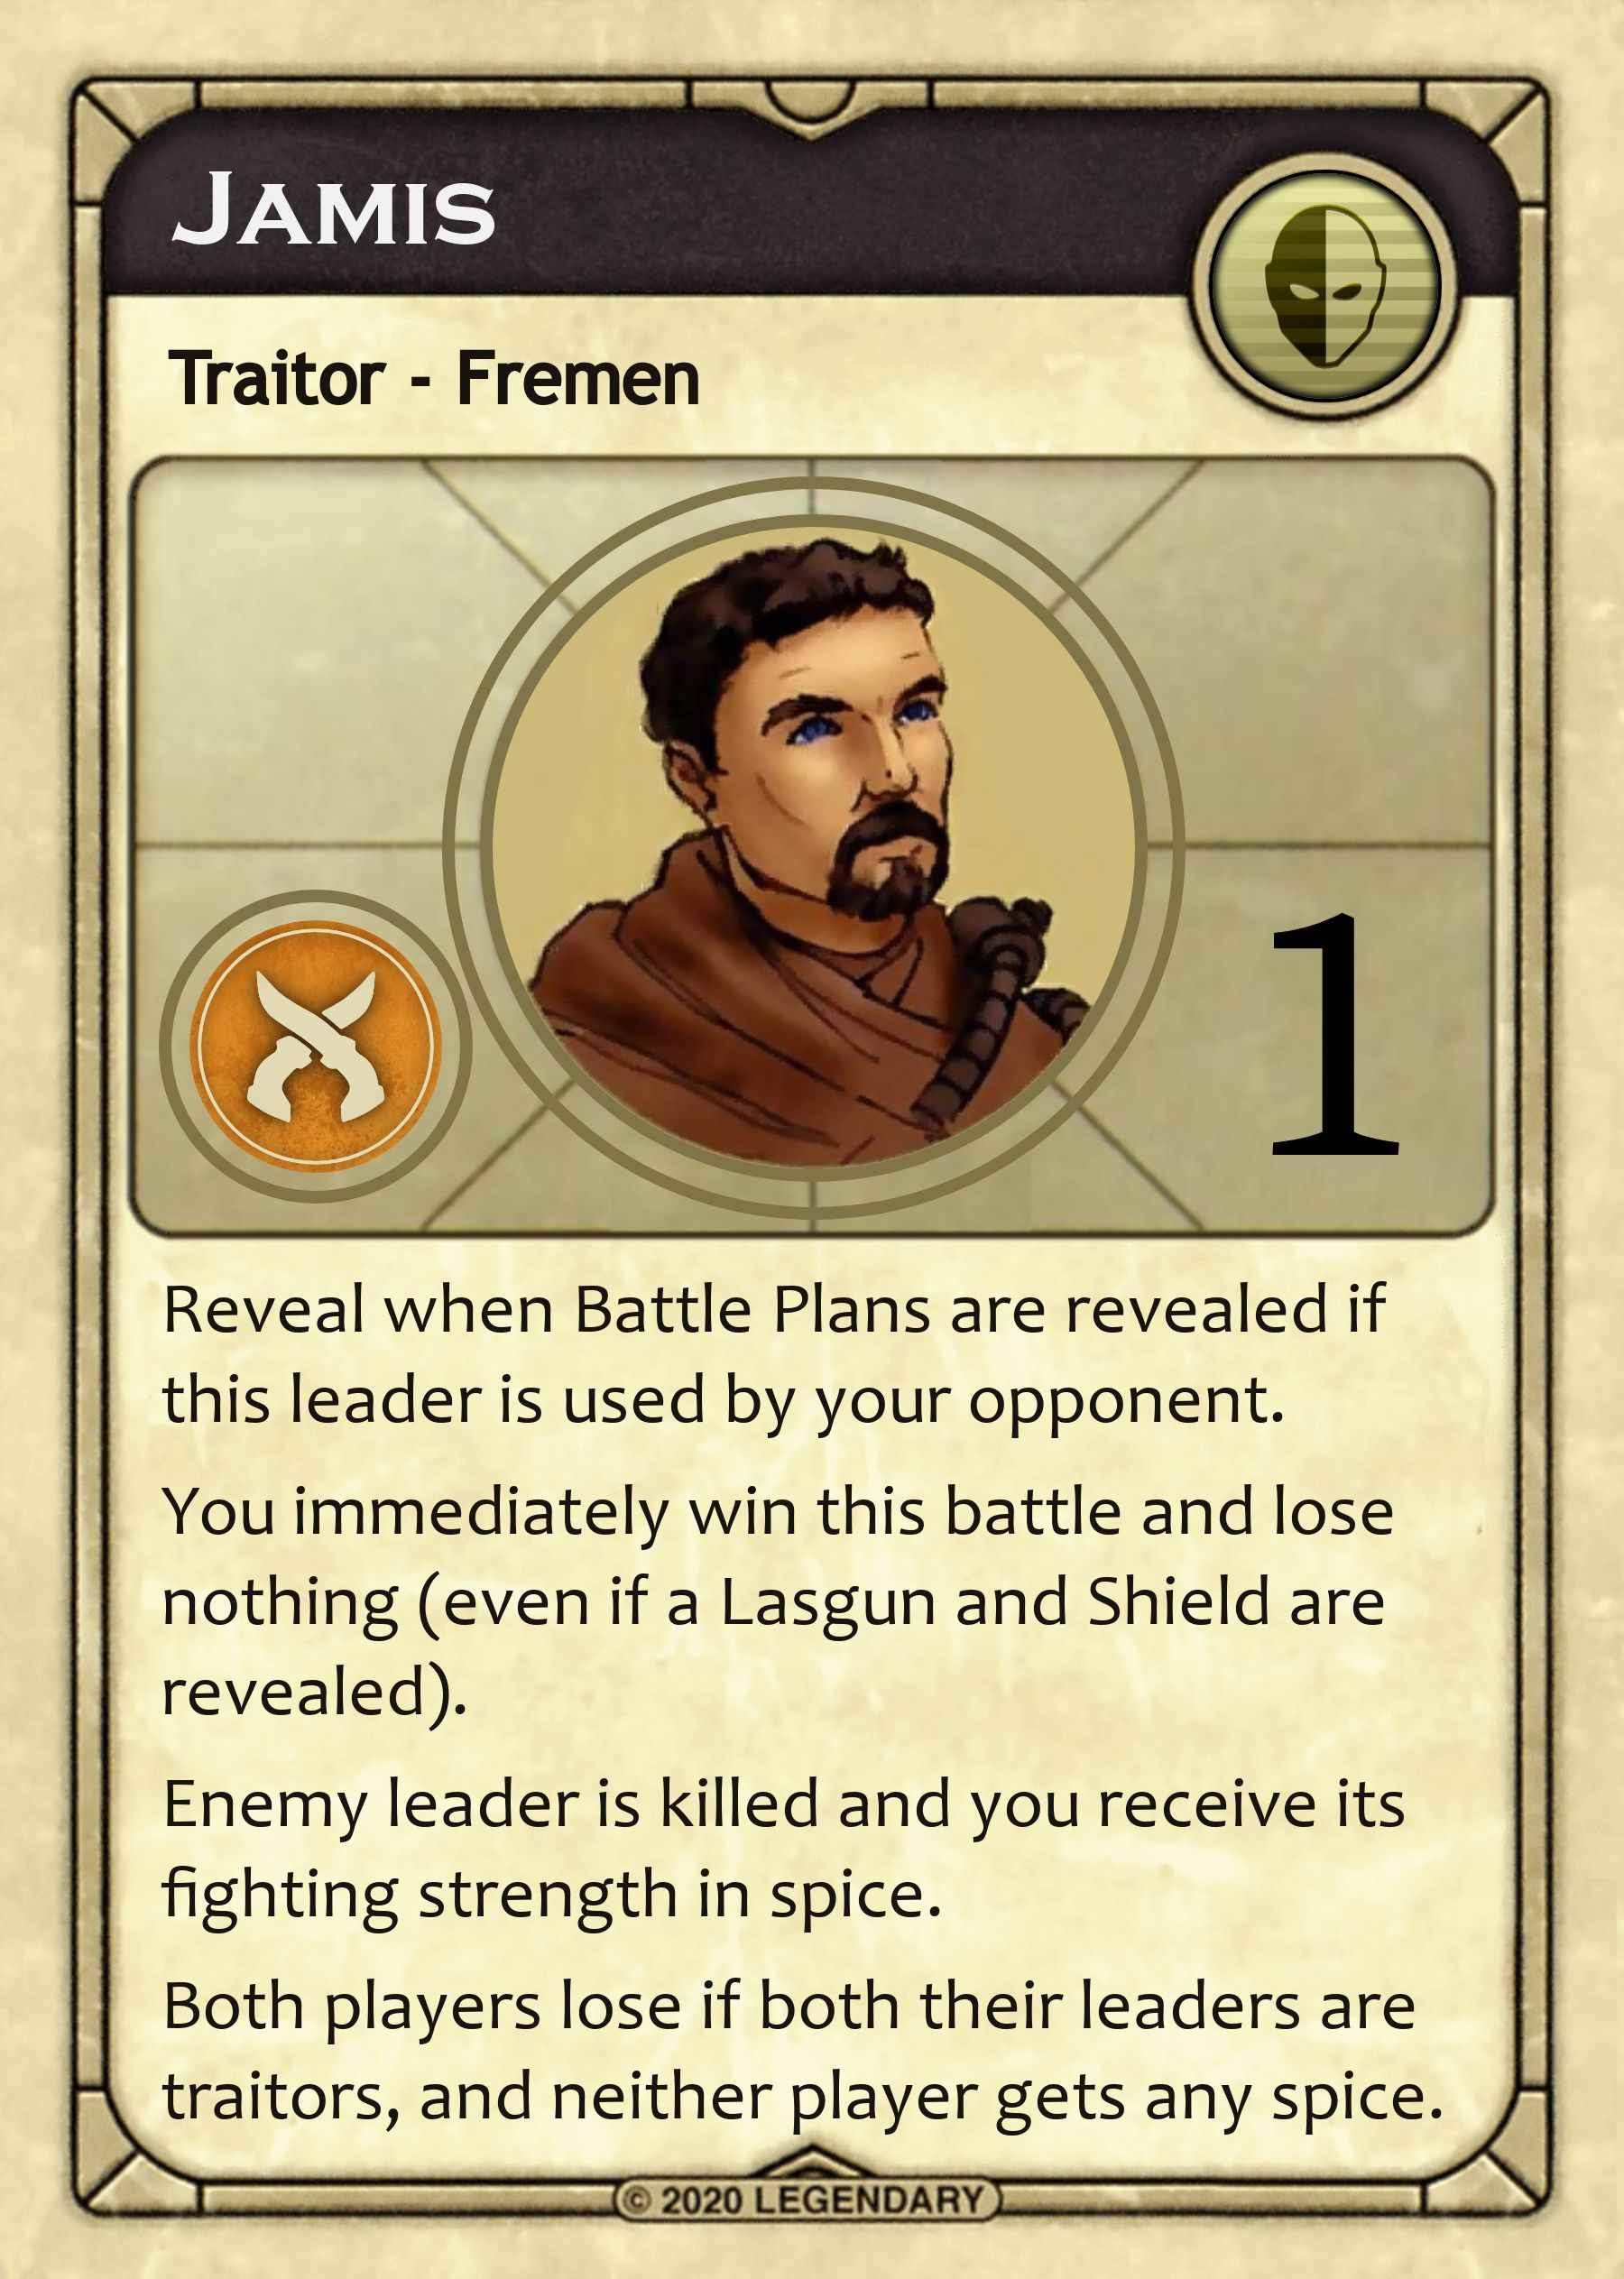 Jamis
Traitor - Fremen
1
Reveal when Battle Plans are revealed if
this leader is used by your opponent.
You immediately win this battle and lose
nothing (even if a Lasgun and Shield are
revealed).
Enemy leader is killed and you receive its
fighting strength in spice.
Both players lose if both their leaders are
traitors, and neither player gets any spice.
© 2020 LEGENDARY